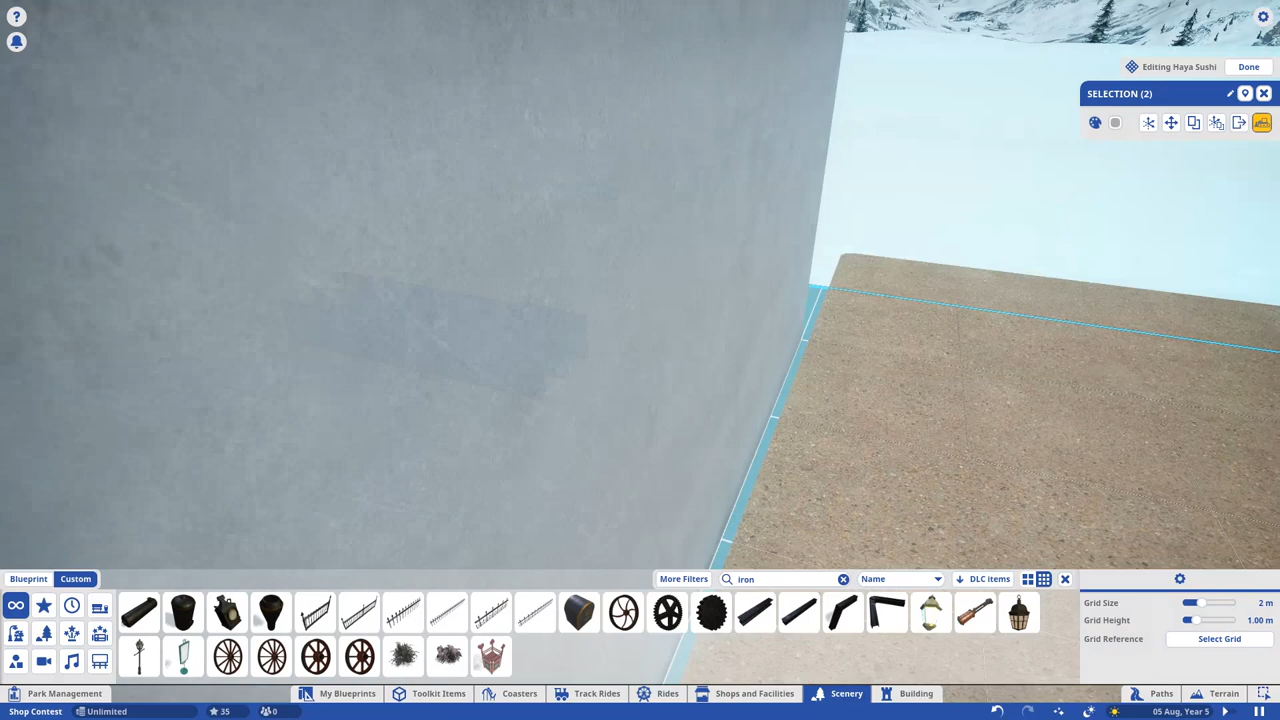 ?
Editing Haya Sushi
Done
SELECTION (2)
Blueprint
Custom
More Filters
iron
Name
DLC items
Grid Size
2 m
Grid Height
1.00 m
Grid Reference
Select Grid
Park Management
My Blueprints
Toolkit Items
Coasters
Track Rides
Rides
Shops and Facilities
Scenery
Building
Paths
Terrain
Shop Contest
Unlimited
35
0
05 Aug, Year 5